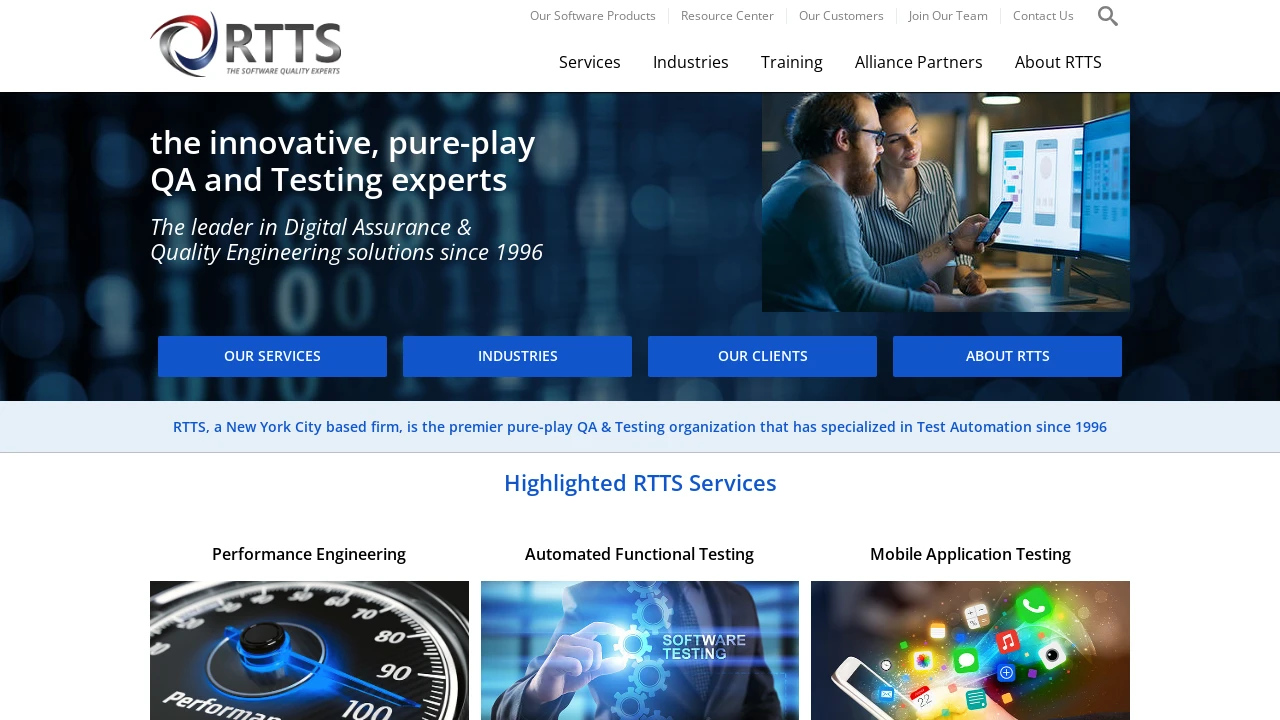 RTTS
THE SOFTWARE QUALITY EXPERTS
Our Software Products
Resource Center
Our Customers
Join Our Team
Contact Us
Services
Industries
Training
Alliance Partners
About RTTS
the innovative, pure-play
QA and Testing experts
The leader in Digital Assurance &
Quality Engineering solutions since 1996
OUR SERVICES
INDUSTRIES
OUR CLIENTS
ABOUT RTTS
RTTS, a New York City based firm, is the premier pure-play QA & Testing organization that has specialized in Test Automation since 1996
Highlighted RTTS Services
Performance Engineering
Automated Functional Testing
Mobile Application Testing
40
50
60
70
80
90
100
SOFTWARE
TESTING
22